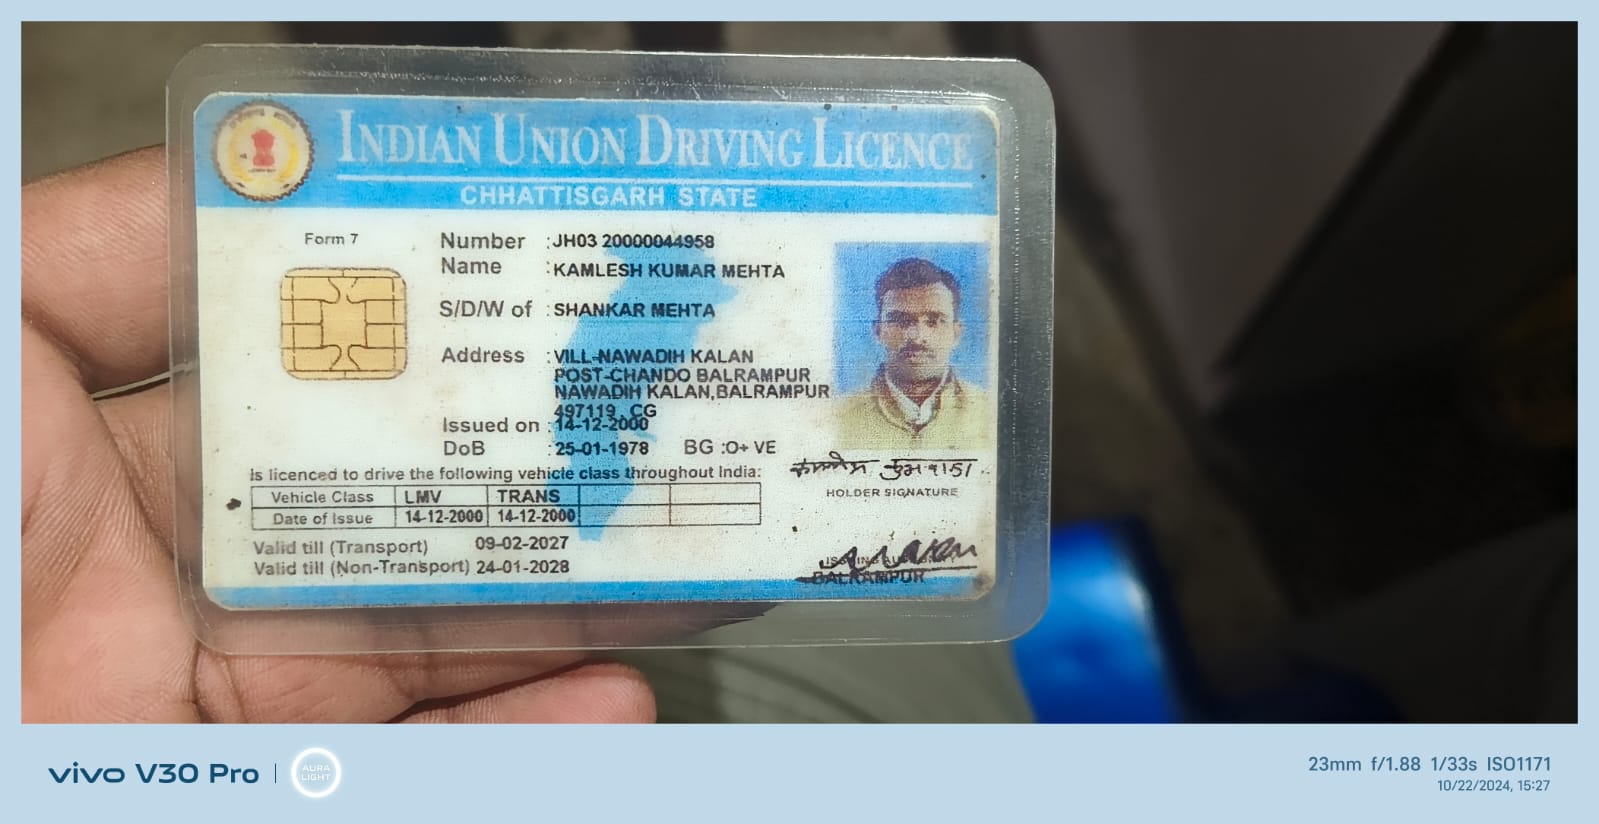 INDIAN UNION DRIVING LICENCE
CHHATTISGARH STATE
Form 7
Number : JH03 20000044958
Name : KAMLESH KUMAR MEHTA
S/D/W of : SHANKAR MEHTA
Address : VILL-NAWADIH KALAN
POST-CHANDO BALRAMPUR
NAWADIH KALAN,BALRAMPUR
497119 ,CG
Issued on : 14-12-2000
DoB : 25-01-1978 BG :O+ VE
Is licenced to drive the following vehicle class throughout India:
Vehicle Class LMV TRANS
Date of Issue 14-12-2000 14-12-2000
Valid till (Transport) 09-02-2027
Valid till (Non-Transport) 24-01-2028
HOLDER SIGNATURE
BALRAMPUR
vivo V30 Pro | AURA LIGHT
23mm f/1.88 1/33s ISO1171
10/22/2024, 15:27